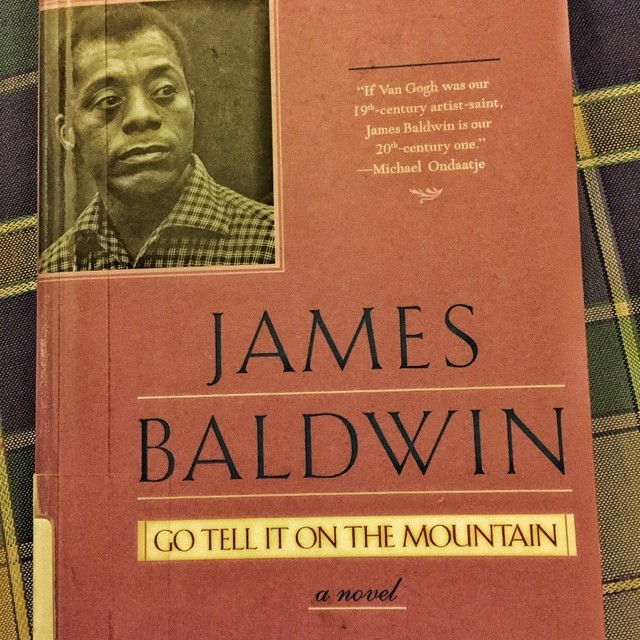 “If Van Gogh was our
19th-century artist-saint,
James Baldwin is our
20th-century one.”
—Michael Ondaatje
JAMES
BALDWIN
GO TELL IT ON THE MOUNTAIN
a novel